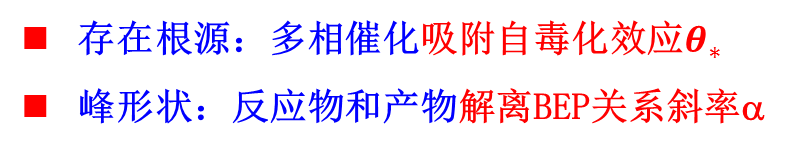 ■ 存在根源：多相催化吸附自毒化效应θ*
■ 峰形状：反应物和产物解离BEP关系斜率α